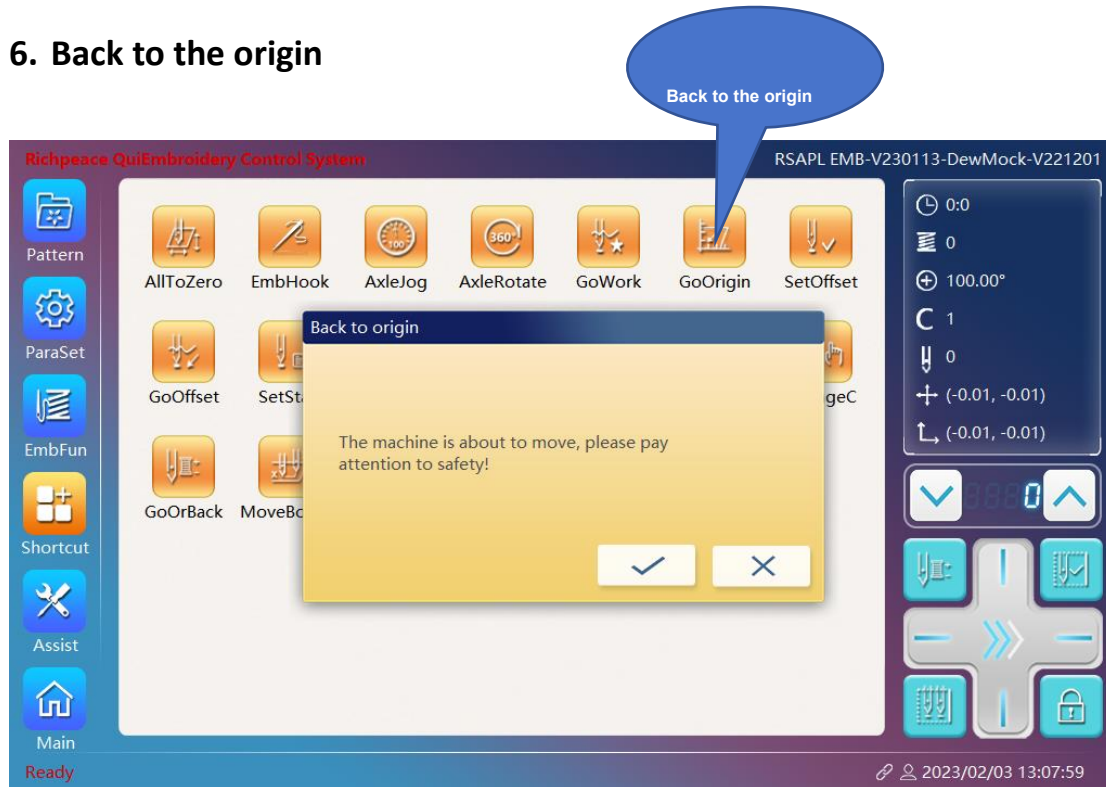 6. Back to the origin
Back to the origin
Richpeace QuiEmbroidery Control System
RSAPL EMB-V230113-DewMock-V221201
Pattern
AllToZero
EmbHook
AxleJog
AxleRotate
GoWork
GoOrigin
SetOffset
100
360°
0:0
0
100.00°
C 1
0
(-0.01, -0.01)
(-0.01, -0.01)
ParaSet
Back to origin
GoOffset
SetSt
geC
The machine is about to move, please pay
attention to safety!
EmbFun
GoOrBack
MoveBo
0
Shortcut
Assist
Main
Ready
2023/02/03 13:07:59